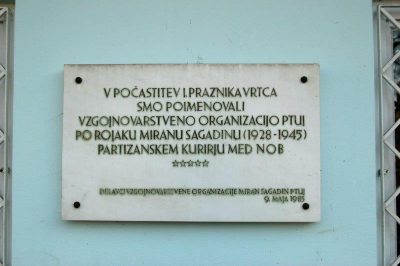 V POČASTITEV 1. PRAZNIKA VRTCA
SMO POIMENOVALI
VZGOJNOVARSTVENO ORGANIZACIJO PTUJ
PO ROJAKU MIRANU SAGADINU (1928-1945)
PARTIZANSKEM KURIRJU MED NOB
☆☆☆☆☆
DELAVCI VZGOJNOVARSTVENE ORGANIZACIJE MIRAN SAGADIN PTUJ
9. MAJA 1985